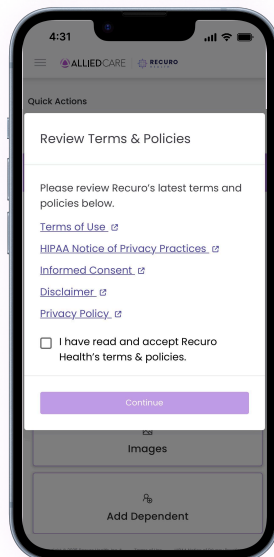 4:31
ALLIEDCARE RECURO
HEALTH
Quick Actions
Review Terms & Policies
Please review Recuro's latest terms and
policies below.
Terms of Use
HIPAA Notice of Privacy Practices
Informed Consent
Disclaimer
Privacy Policy
I have read and accept Recuro
Health's terms & policies.
Continue
Images
Add Dependent